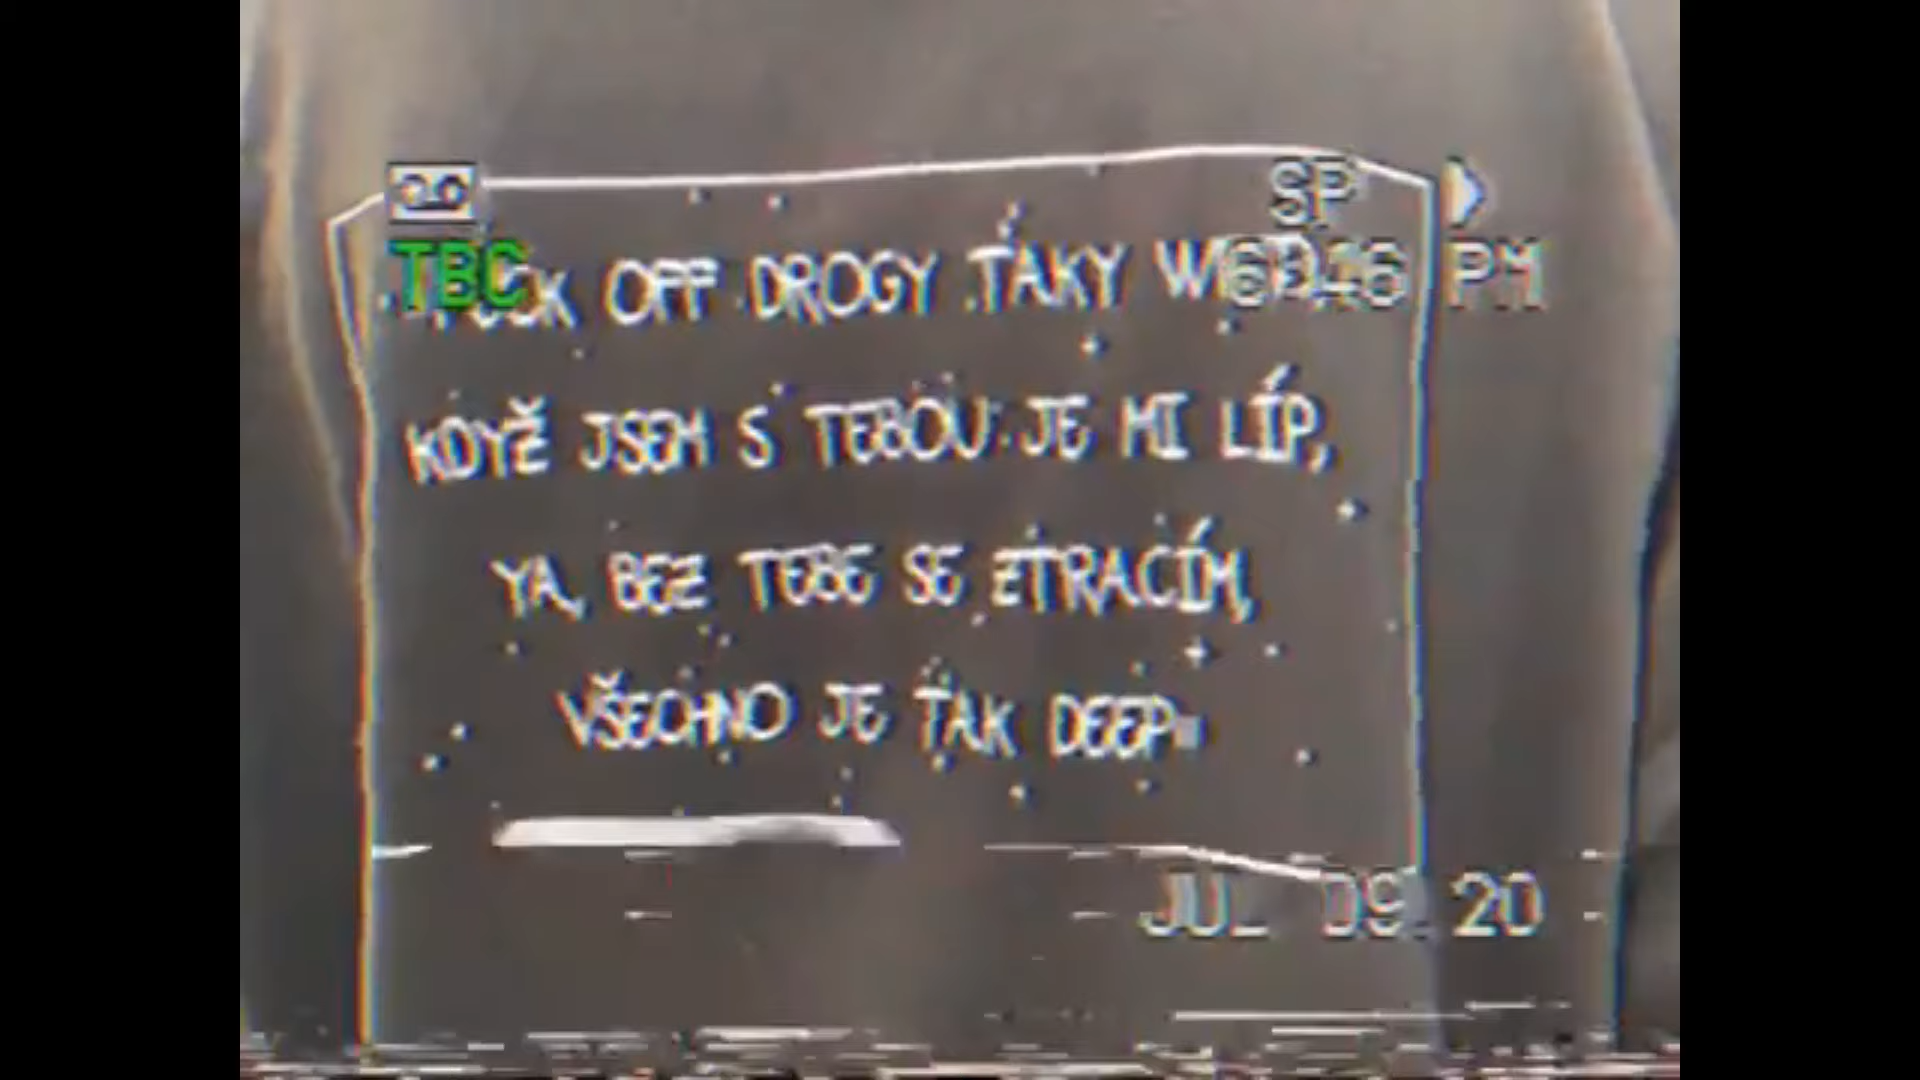 SP
TBC OFF DROGY TAKY
PM
KDYŽ JSEM S TEBOU JE MI LÍP,
YA, BEZ TEBE SE ZTRACÍM,
VŠECHNO JE TAK DEEP
JUL 09 20